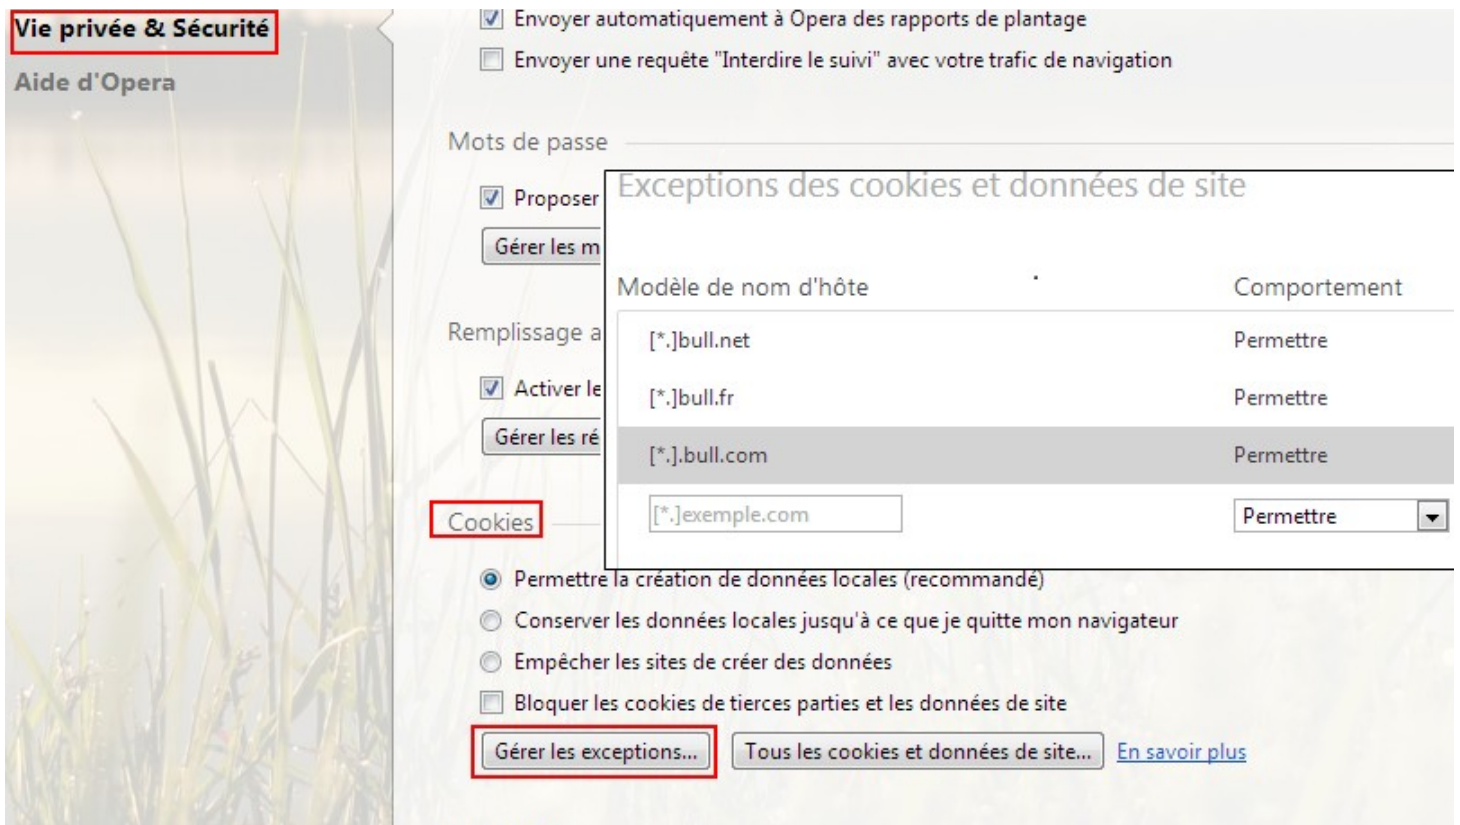 Vie privée & Sécurité
Aide d'Opera
Envoyer automatiquement à Opera des rapports de plantage
Envoyer une requête "Interdire le suivi" avec votre trafic de navigation
Mots de passe
Proposer
Gérer les m
Remplissage a
Activer le
Gérer les ré
Exceptions des cookies et données de site
Modèle de nom d'hôte Comportement
[*.]bull.net Permettre
[*.]bull.fr Permettre
[*.].bull.com Permettre
[*.]exemple.com Permettre
Cookies
Permettre la création de données locales (recommandé)
Conserver les données locales jusqu'à ce que je quitte mon navigateur
Empêcher les sites de créer des données
Bloquer les cookies de tierces parties et les données de site
Gérer les exceptions... Tous les cookies et données de site... En savoir plus